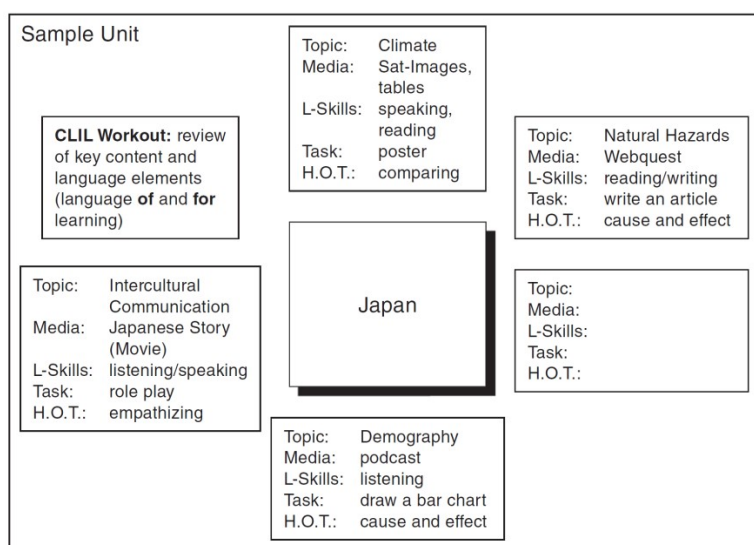 Sample Unit
Topic: Climate
Media: Sat-Images,
tables
L-Skills: speaking,
reading
Task: poster
H.O.T.: comparing
CLIL Workout: review
of key content and
language elements
(language of and for
learning)
Topic: Natural Hazards
Media: Webquest
L-Skills: reading/writing
Task: write an article
H.O.T.: cause and effect
Topic: Intercultural
Communication
Media: Japanese Story
(Movie)
L-Skills: listening/speaking
Task: role play
H.O.T.: empathizing
Japan
Topic:
Media:
L-Skills:
Task:
H.O.T.:
Topic: Demography
Media: podcast
L-Skills: listening
Task: draw a bar chart
H.O.T.: cause and effect